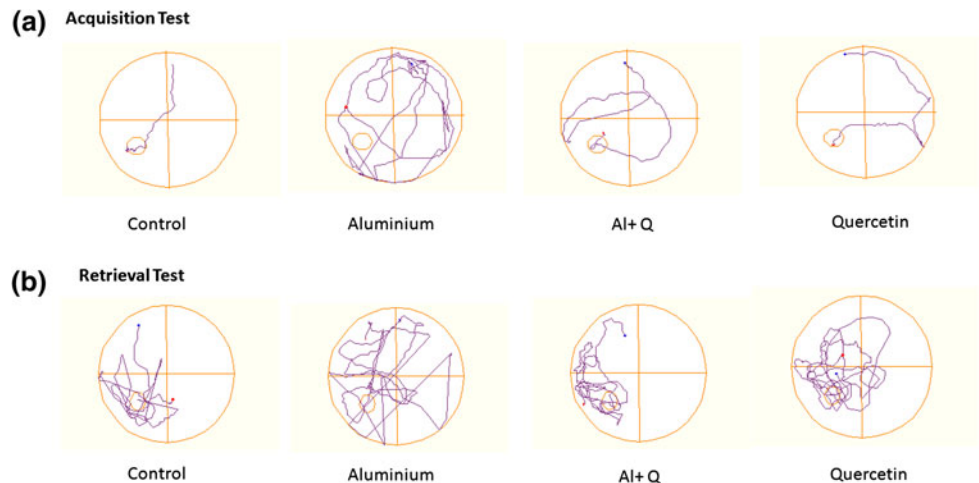 (a) Acquisition Test
Control Aluminium Al+ Q Quercetin
(b) Retrieval Test
Control Aluminium Al+ Q Quercetin